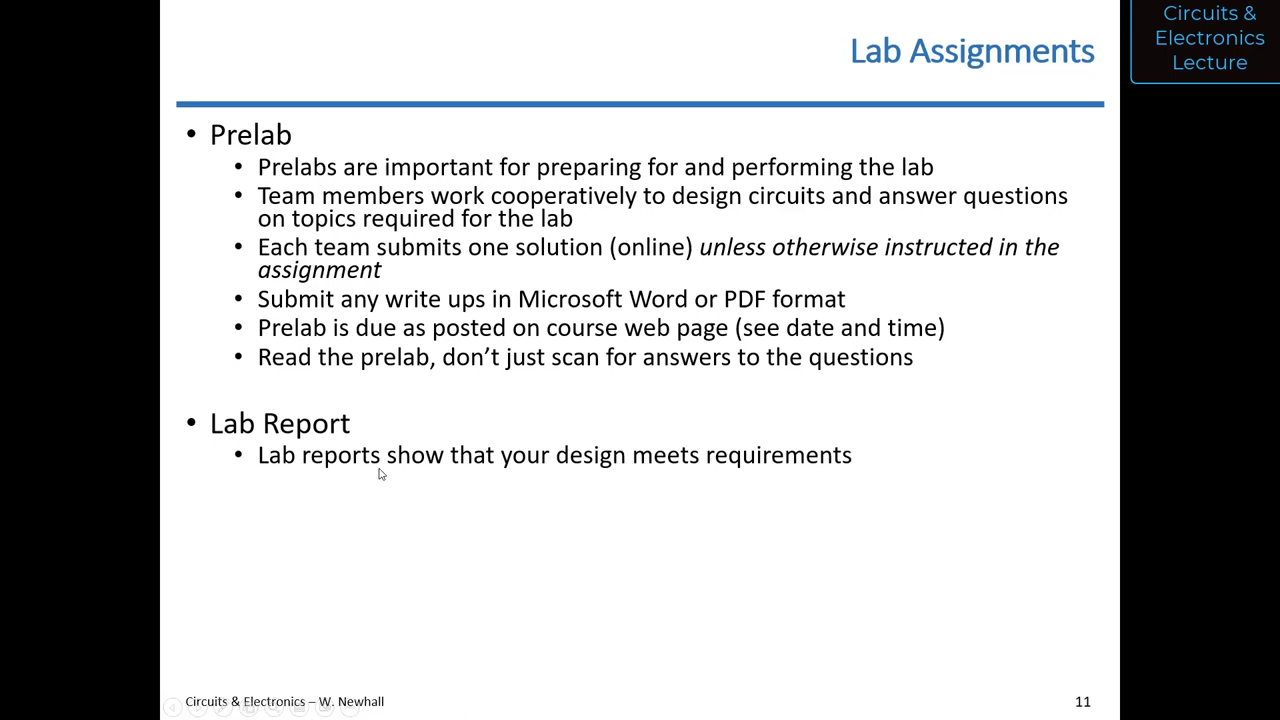 Circuits &
Electronics
Lecture
Lab Assignments
• Prelab
• Prelabs are important for preparing for and performing the lab
• Team members work cooperatively to design circuits and answer questions
on topics required for the lab
• Each team submits one solution (online) unless otherwise instructed in the
assignment
• Submit any write ups in Microsoft Word or PDF format
• Prelab is due as posted on course web page (see date and time)
• Read the prelab, don’t just scan for answers to the questions
• Lab Report
• Lab reports show that your design meets requirements
Circuits & Electronics – W. Newhall
11